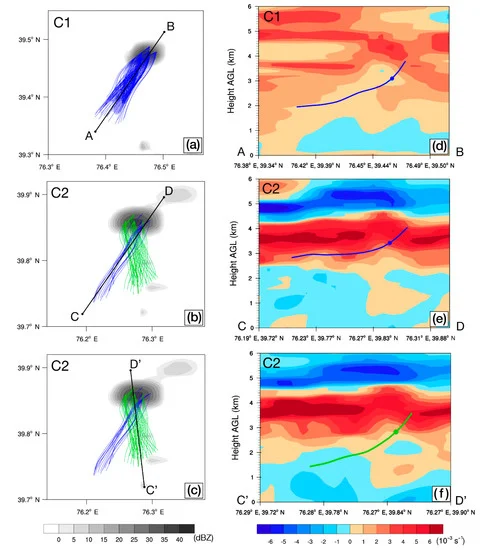 C1
B
A
(a)
39.5° N
39.4° N
39.3° N
76.3° E
76.4° E
76.5° E
C1
Height AGL (km)
6
5
4
3
2
1
0
(d)
A
B
76.38° E, 39.34° N
76.42° E, 39.39° N
76.45° E, 39.44° N
76.49° E, 39.50° N
C2
D
C
(b)
39.9° N
39.8° N
39.7° N
76.2° E
76.3° E
C2
Height AGL (km)
6
5
4
3
2
1
0
(e)
C
D
76.19° E, 39.72° N
76.23° E, 39.77° N
76.27° E, 39.83° N
76.31° E, 39.88° N
C2
D'
C'
(c)
39.9° N
39.8° N
39.7° N
76.2° E
76.3° E
C2
Height AGL (km)
6
5
4
3
2
1
0
(f)
C'
D'
76.29° E, 39.72° N
76.28° E, 39.78° N
76.27° E, 39.84° N
76.27° E, 39.90° N
0 5 10 15 20 25 30 35 40 (dBZ)
-6 -5 -4 -3 -2 -1 0 1 2 3 4 5 6 (10⁻³ s⁻¹)